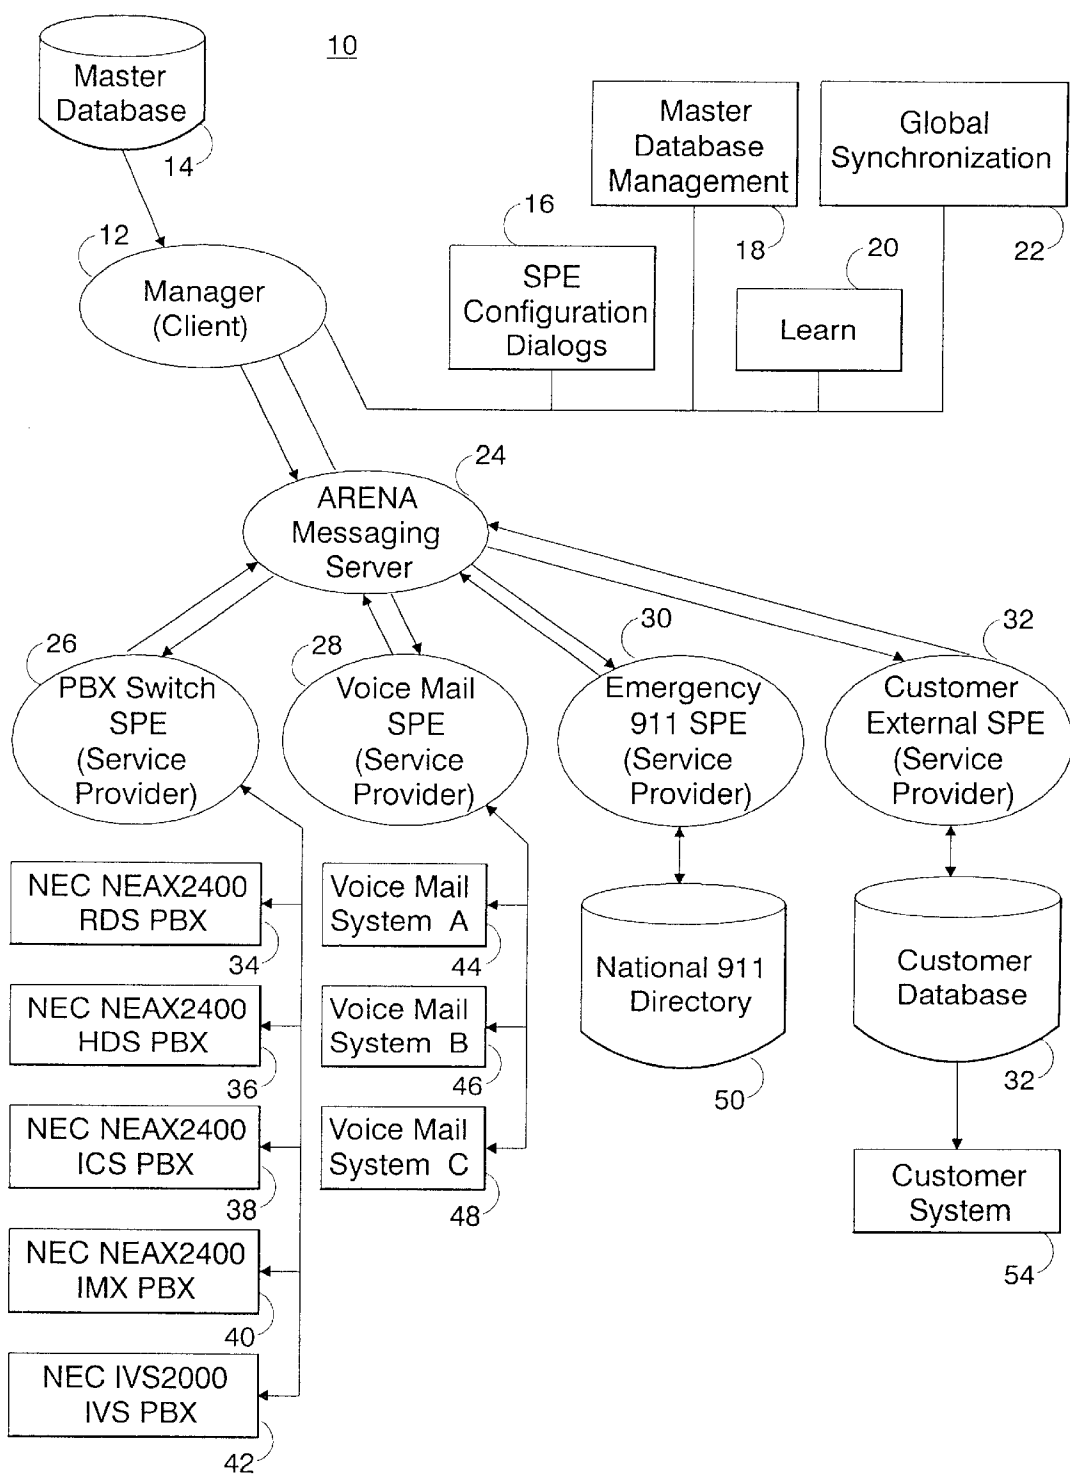 10
Master
Database
14
Master
Database
Management
18
Global
Synchronization
22
16
SPE
Configuration
Dialogs
20
Learn
12
Manager
(Client)
24
ARENA
Messaging
Server
26
PBX Switch
SPE
(Service
Provider)
28
Voice Mail
SPE
(Service
Provider)
30
Emergency
911 SPE
(Service
Provider)
32
Customer
External SPE
(Service
Provider)
NEC NEAX2400
RDS PBX
34
NEC NEAX2400
HDS PBX
36
NEC NEAX2400
ICS PBX
38
NEC NEAX2400
IMX PBX
40
NEC IVS2000
IVS PBX
42
Voice Mail
System A
44
Voice Mail
System B
46
Voice Mail
System C
48
National 911
Directory
50
Customer
Database
32
Customer
System
54